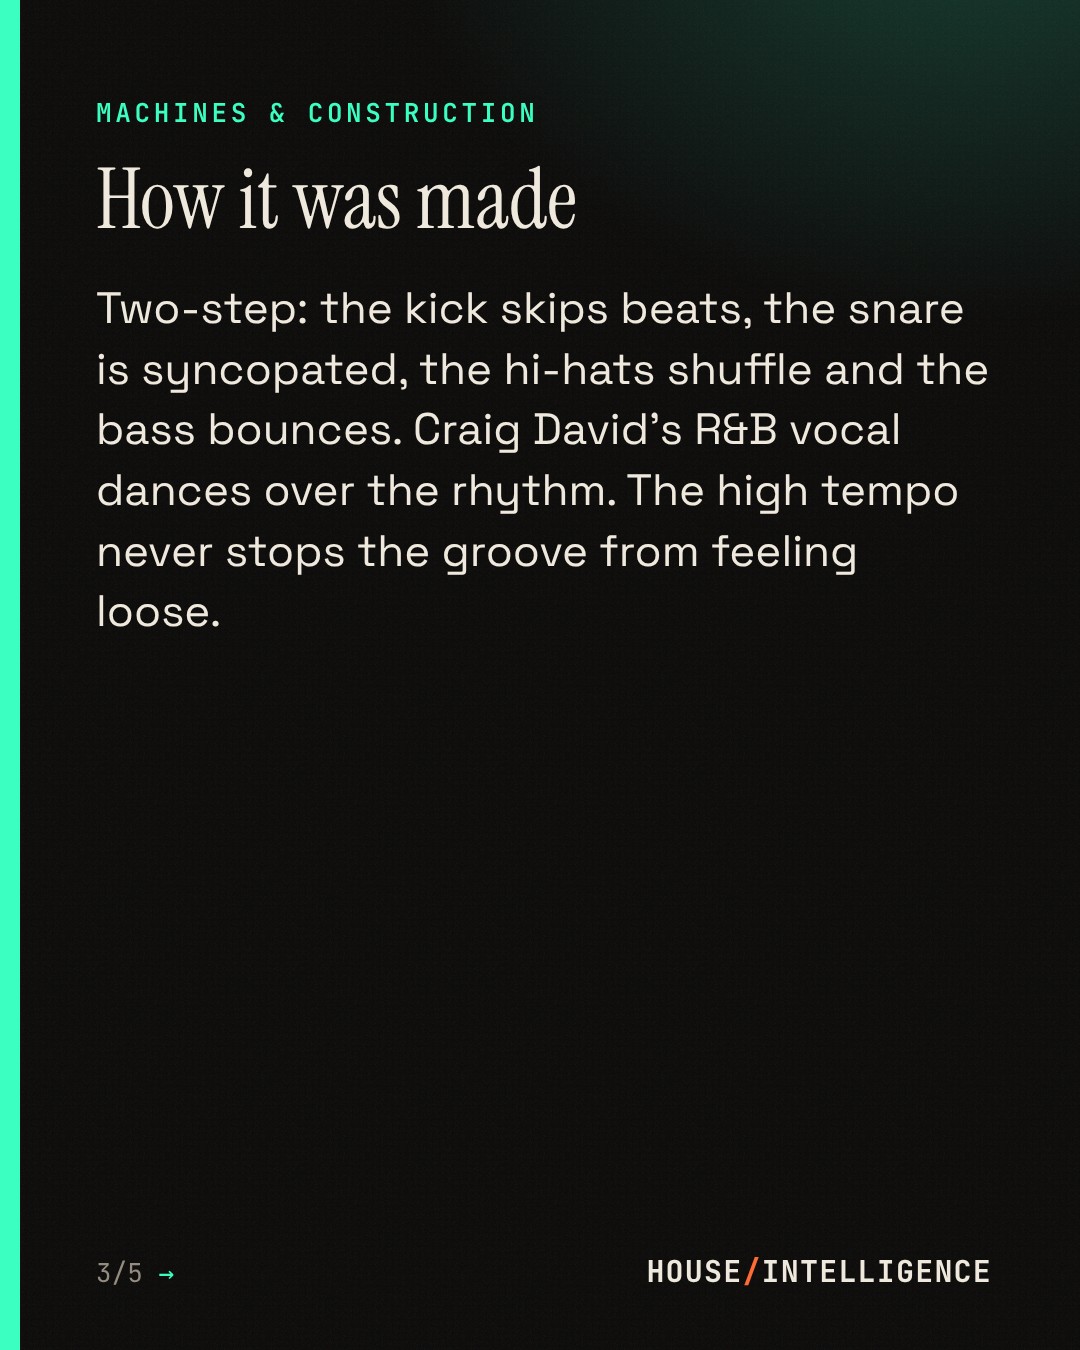 MACHINES & CONSTRUCTION
How it was made
Two-step: the kick skips beats, the snare
is syncopated, the hi-hats shuffle and the
bass bounces. Craig David’s R&B vocal
dances over the rhythm. The high tempo
never stops the groove from feeling
loose.
3/5 →
HOUSE/INTELLIGENCE